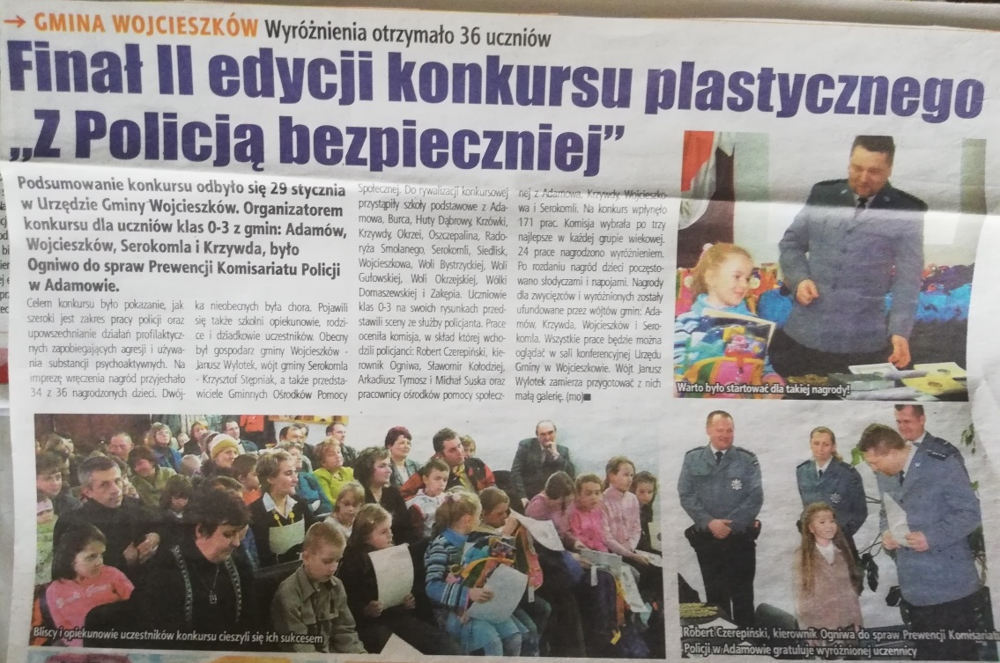 → GMINA WOJCIESZKÓW Wyróżnienia otrzymało 36 uczniów
Finał II edycji konkursu plastycznego
„Z Policją bezpieczniej”
Podsumowanie konkursu odbyło się 29 stycznia
w Urzędzie Gminy Wojcieszków. Organizatorem
konkursu dla uczniów klas 0-3 z gmin: Adamów,
Wojcieszków, Serokomla i Krzywda, było
Ogniwo do spraw Prewencji Komisariatu Policji
w Adamowie.
Celem konkursu było pokazanie, jak
szeroki jest zakres pracy policji oraz
upowszechnianie działań profilaktycz-
nych zapobiegających agresji i używa-
nia substancji psychoaktywnych. Na
imprezę wręczenia nagród przyjechało
34 z 36 nagrodzonych dzieci. Dwój-
ka nieobecnych była chora. Pojawili
się także szkolni opiekunowie, rodzi-
ce i dziadkowie uczestników. Obecny
był gospodarz gminy Wojcieszków -
Janusz Wylotek, wójt gminy Serokomla
- Krzysztof Stępniak, a także przedsta-
wiciele Gminnych Ośrodków Pomocy
Społecznej. Do rywalizacji konkursowej
przystąpiły szkoły podstawowe z Ada-
mowa, Burca, Huty Dąbrowy, Krzówki,
Krzywdy, Okrzei, Oszczepalina, Rado-
ryża Smolanego, Serokomli, Siedlisk,
Wojcieszkowa, Woli Bystrzyckiej, Woli
Gułowskiej, Woli Okrzejskiej, Wólki
Domaszewskiej i Zakępia. Uczniowie
klas 0-3 na swoich rysunkach przed-
stawili sceny ze służby policjanta. Prace
oceniła komisja, w skład której wcho-
dzili policjanci: Robert Czerepiński, kie-
rownik Ogniwa, Sławomir Kołodziej,
Arkadiusz Tymosz i Michał Suska oraz
pracownicy ośrodków pomocy społecz-
nej z Adamowa, Krzywdy, Wojcieszko-
wa i Serokomli. Na konkurs wpłynęło
171 prac. Komisja wybrała po trzy
najlepsze w każdej grupie wiekowej.
24 prace nagrodzono wyróżnieniem.
Po rozdaniu nagród dzieci poczęsto-
wano słodyczami i napojami. Nagrody
dla zwycięzców i wyróżnionych zostały
ufundowane przez wójtów gmin: Ada-
mów, Krzywda, Wojcieszków i Sero-
komla. Wszystkie prace będzie można
oglądać w sali konferencyjnej Urzędu
Gminy w Wojcieszkowie. Wójt Janusz
Wylotek zamierza przygotować z nich
małą galerię. (mo)■
Warto było startować dla takiej nagrody!
Bliscy i opiekunowie uczestników konkursu cieszyli się ich sukcesem
Robert Czerepiński, kierownik Ogniwa do spraw Prewencji Komisariatu
Policji w Adamowie gratuluje wyróżnionej uczennicy